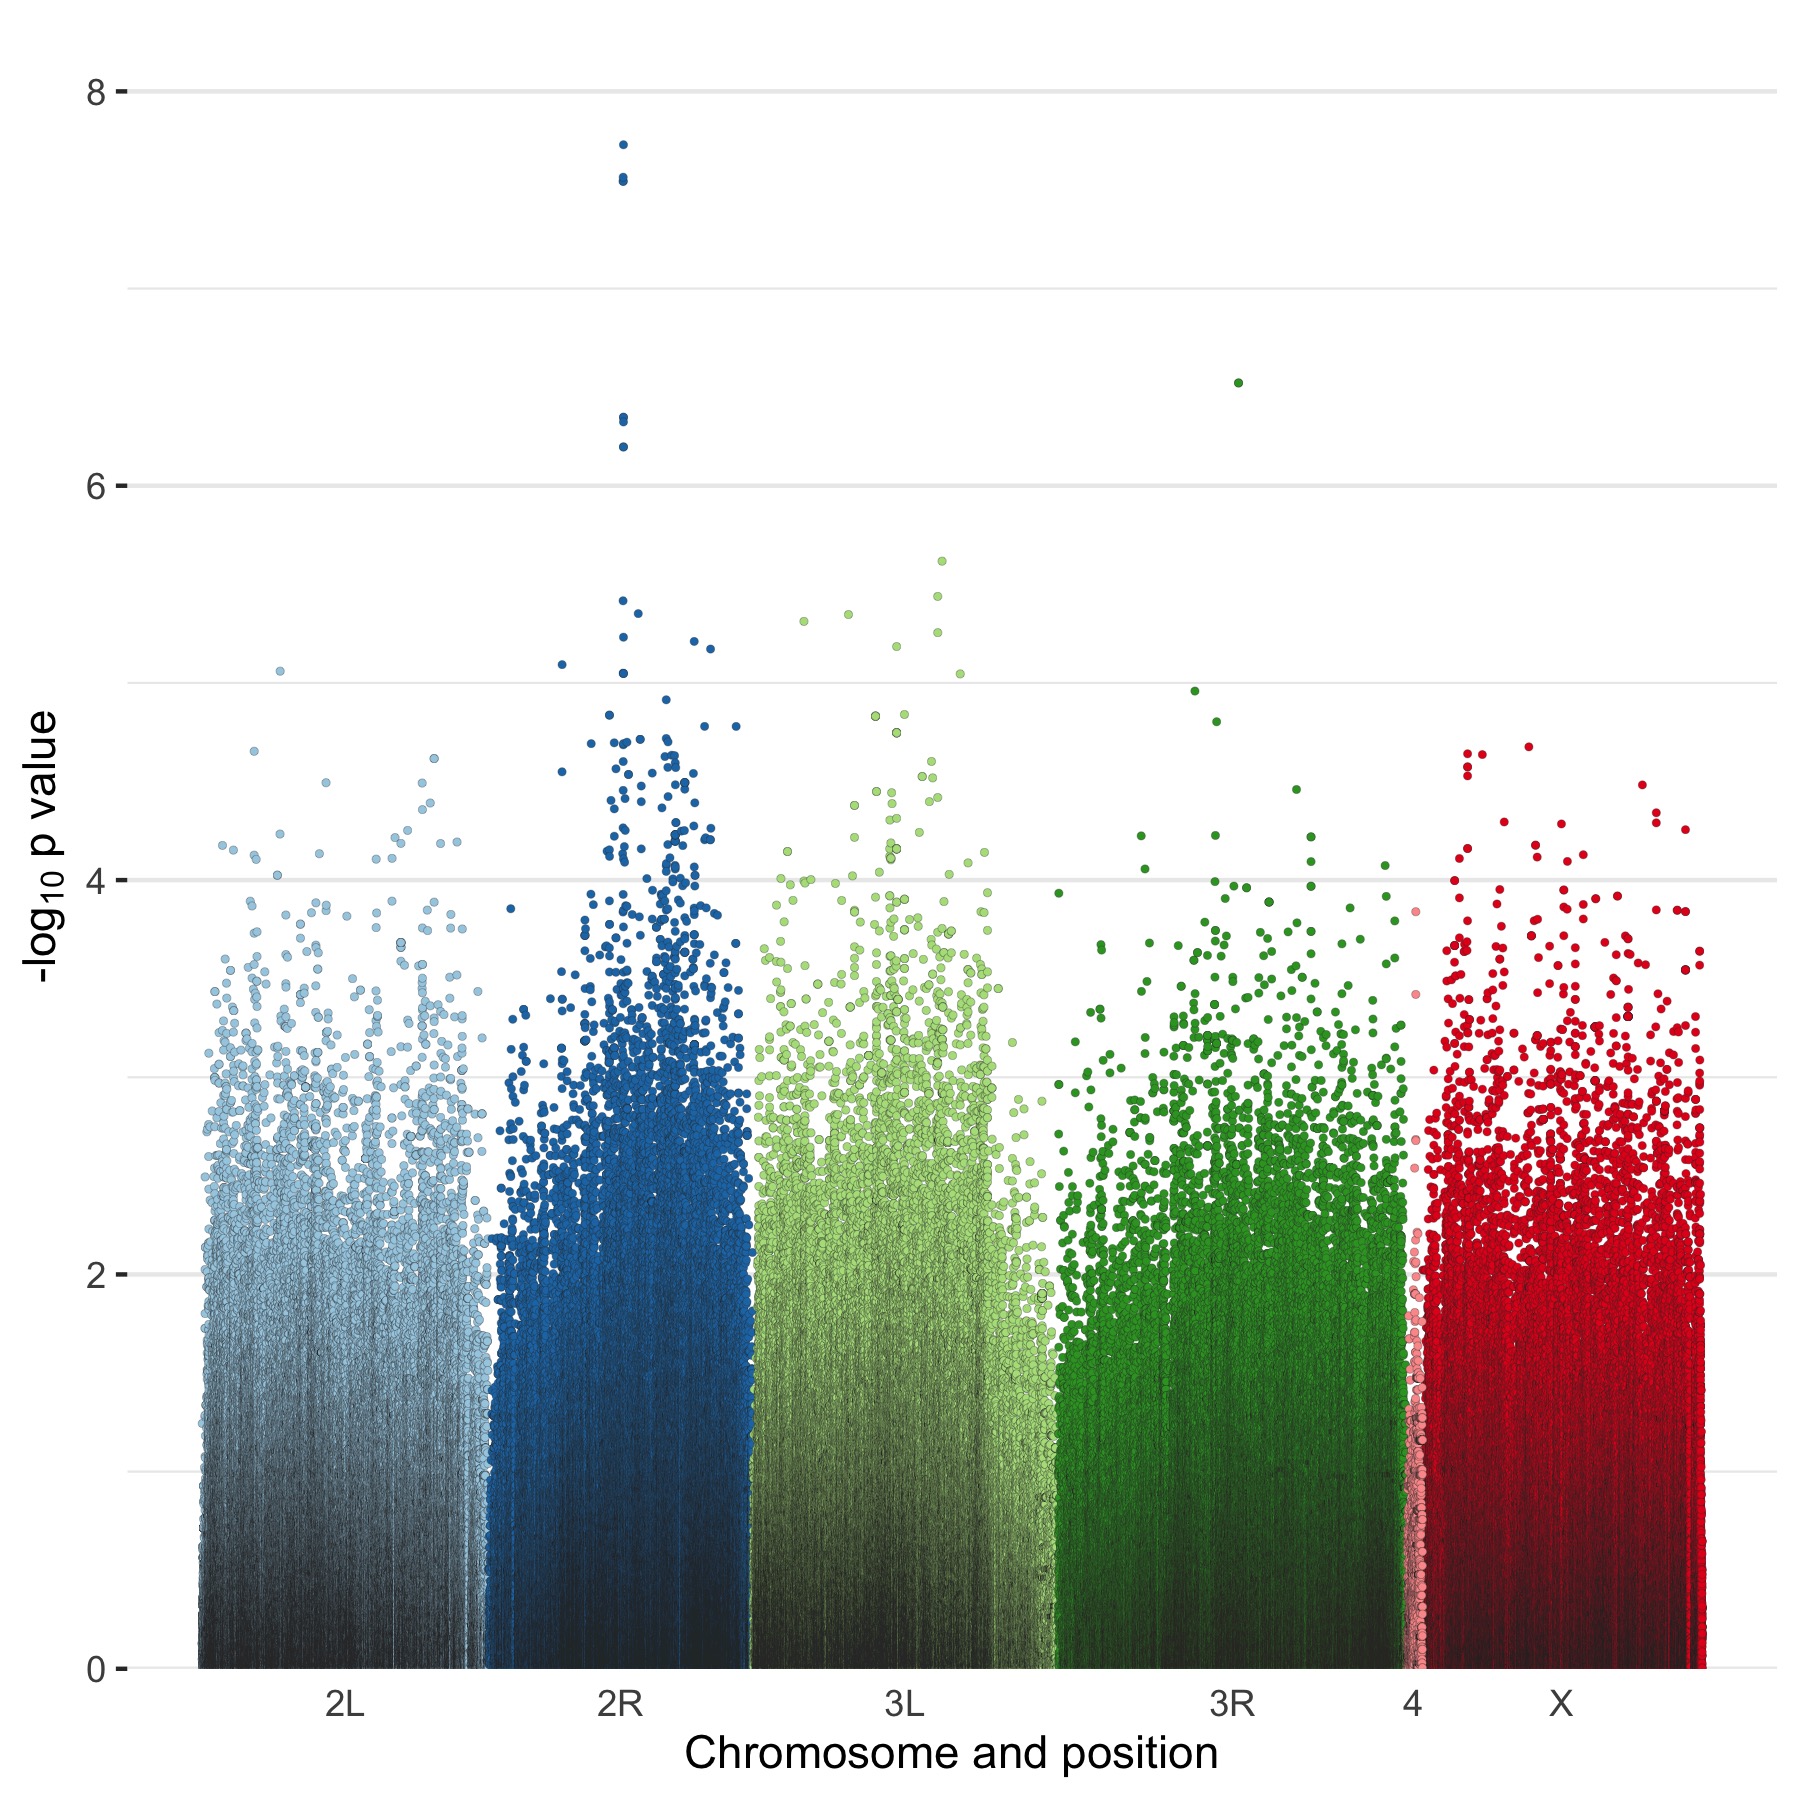 8
6
4
2
0
-log₁₀ p value
2L 2R 3L 3R 4 X
Chromosome and position